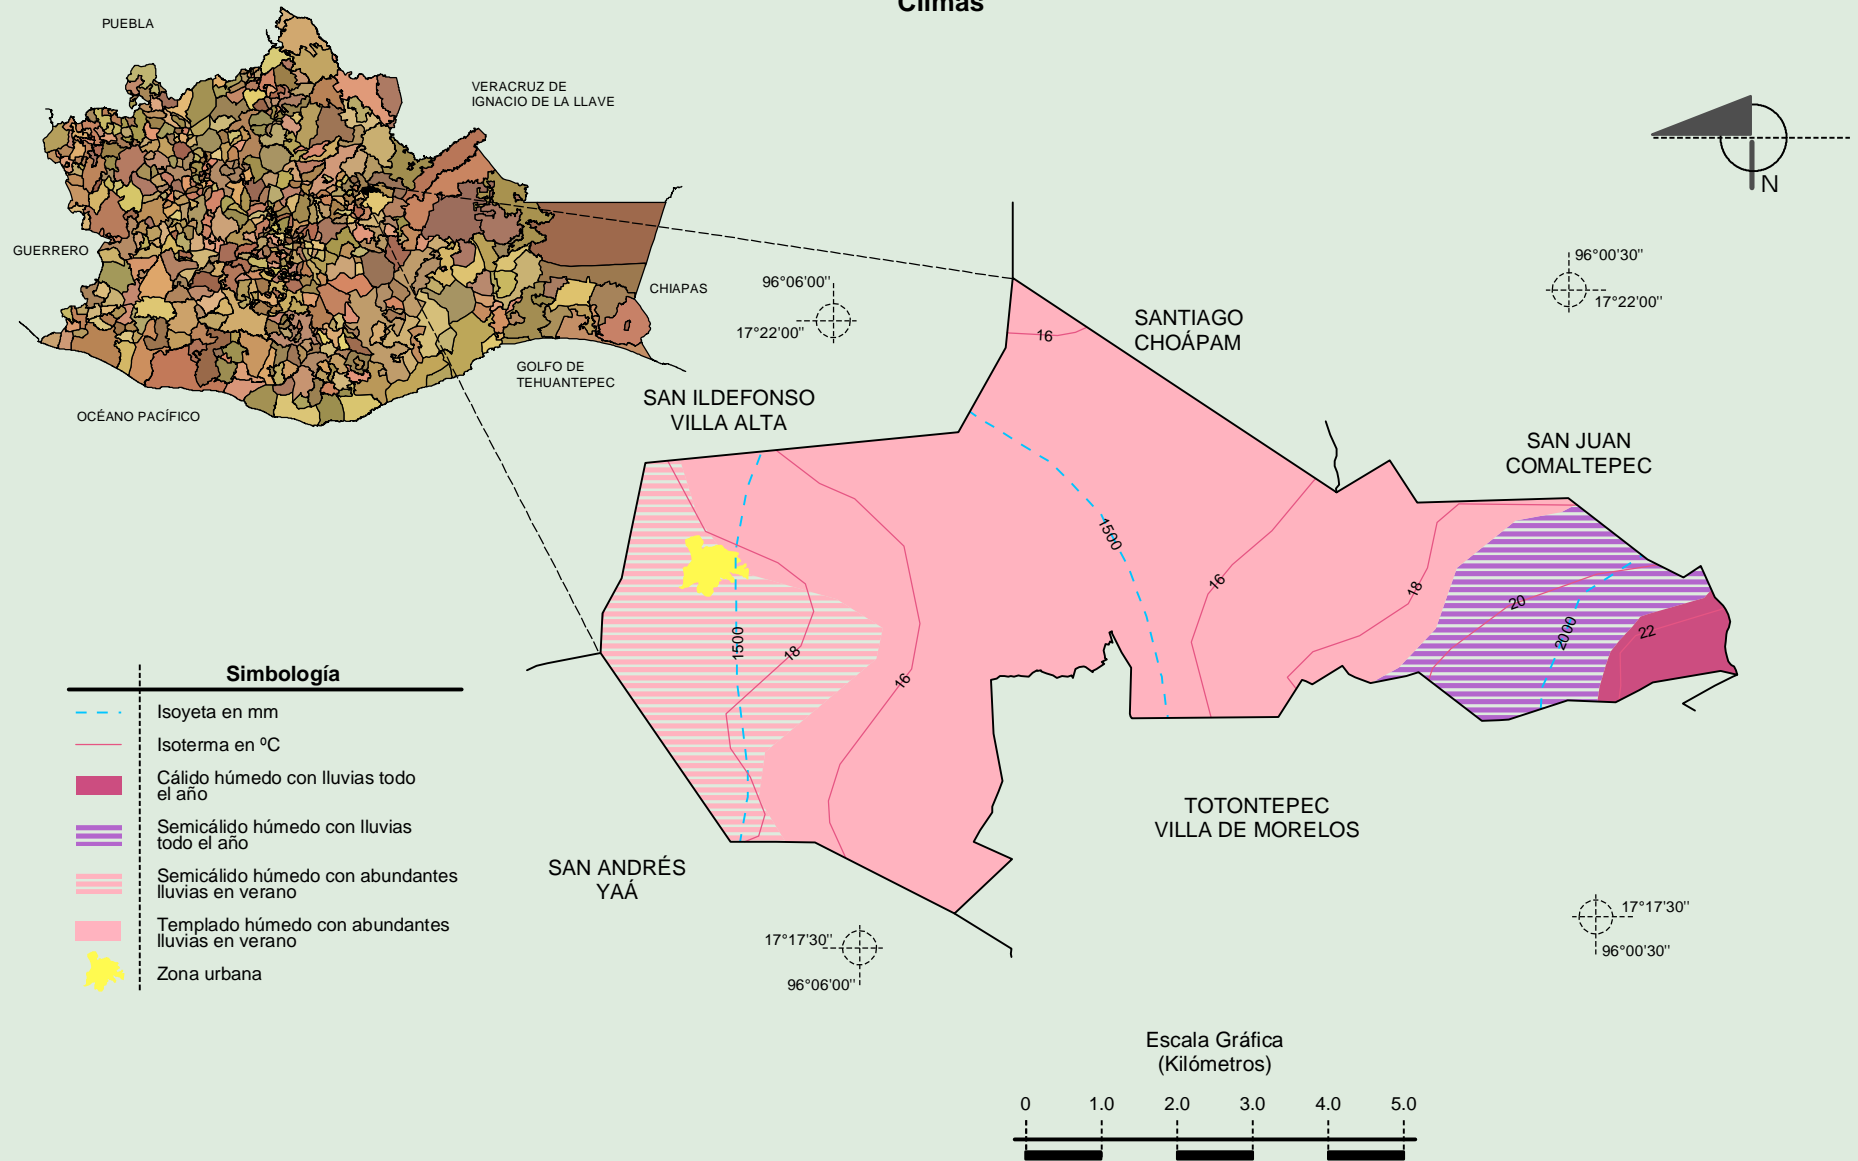 Climas
PUEBLA
VERACRUZ DE
IGNACIO DE LA LLAVE
GUERRERO
CHIAPAS
GOLFO DE
TEHUANTEPEC
OCÉANO PACÍFICO
N
96°06'00"
17°22'00"
96°00'30"
17°22'00"
SANTIAGO
CHOÁPAM
SAN ILDEFONSO
VILLA ALTA
SAN JUAN
COMALTEPEC
16
1500
16
18
20
2000
22
1500
18
16
TOTONTEPEC
VILLA DE MORELOS
SAN ANDRÉS
YAÁ
17°17'30"
96°06'00"
17°17'30"
96°00'30"
Simbología
Isoyeta en mm
Isoterma en ºC
Cálido húmedo con lluvias todo
el año
Semicálido húmedo con lluvias
todo el año
Semicálido húmedo con abundantes
lluvias en verano
Templado húmedo con abundantes
lluvias en verano
Zona urbana
Escala Gráfica
(Kilómetros)
0 1.0 2.0 3.0 4.0 5.0